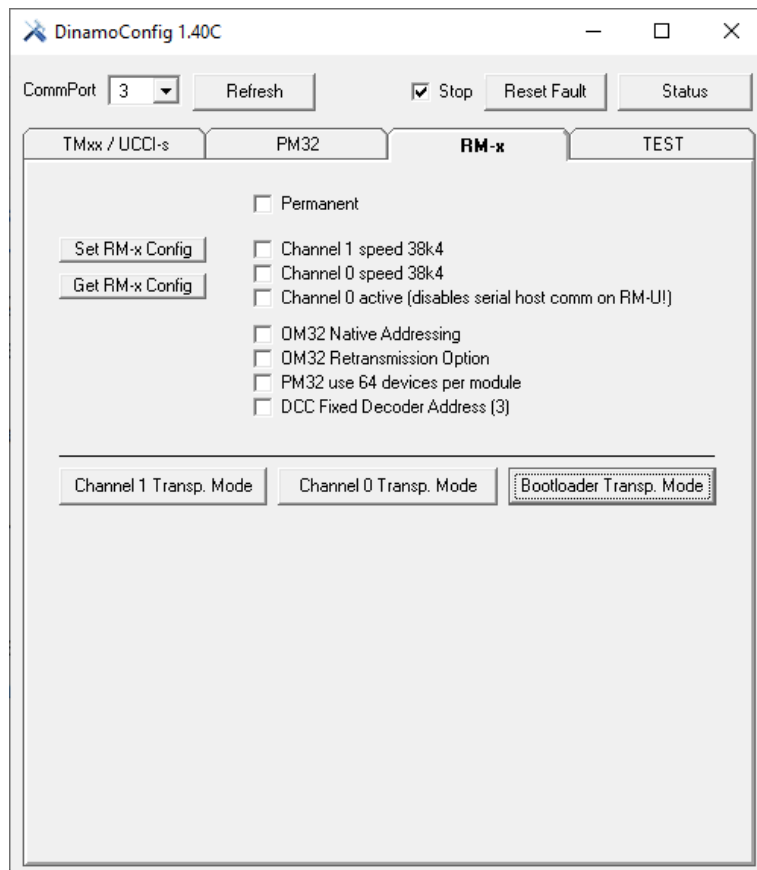 DinamoConfig 1.40C
CommPort 3 Refresh Stop Reset Fault Status
TMxx / UCCI-s PM32 RM-x TEST
Permanent
Set RM-x Config
Get RM-x Config
Channel 1 speed 38k4
Channel 0 speed 38k4
Channel 0 active (disables serial host comm on RM-U!)
OM32 Native Addressing
OM32 Retransmission Option
PM32 use 64 devices per module
DCC Fixed Decoder Address (3)
Channel 1 Transp. Mode Channel 0 Transp. Mode Bootloader Transp. Mode